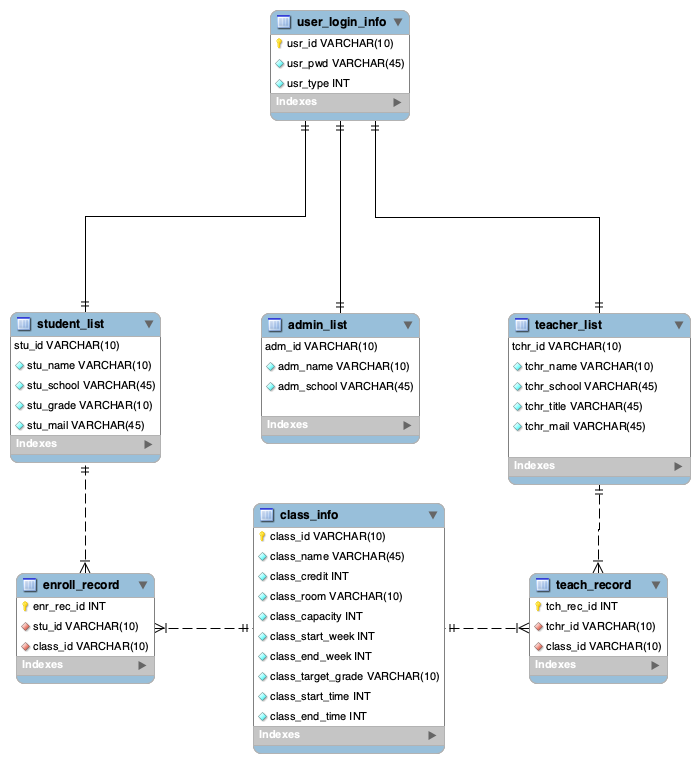 user_login_info
usr_id VARCHAR(10)
usr_pwd VARCHAR(45)
usr_type INT
Indexes
student_list
stu_id VARCHAR(10)
stu_name VARCHAR(10)
stu_school VARCHAR(45)
stu_grade VARCHAR(10)
stu_mail VARCHAR(45)
Indexes
admin_list
adm_id VARCHAR(10)
adm_name VARCHAR(10)
adm_school VARCHAR(45)
Indexes
teacher_list
tchr_id VARCHAR(10)
tchr_name VARCHAR(10)
tchr_school VARCHAR(45)
tchr_title VARCHAR(45)
tchr_mail VARCHAR(45)
Indexes
enroll_record
enr_rec_id INT
stu_id VARCHAR(10)
class_id VARCHAR(10)
Indexes
class_info
class_id VARCHAR(10)
class_name VARCHAR(45)
class_credit INT
class_room VARCHAR(10)
class_capacity INT
class_start_week INT
class_end_week INT
class_target_grade VARCHAR(10)
class_start_time INT
class_end_time INT
Indexes
teach_record
tch_rec_id INT
tchr_id VARCHAR(10)
class_id VARCHAR(10)
Indexes